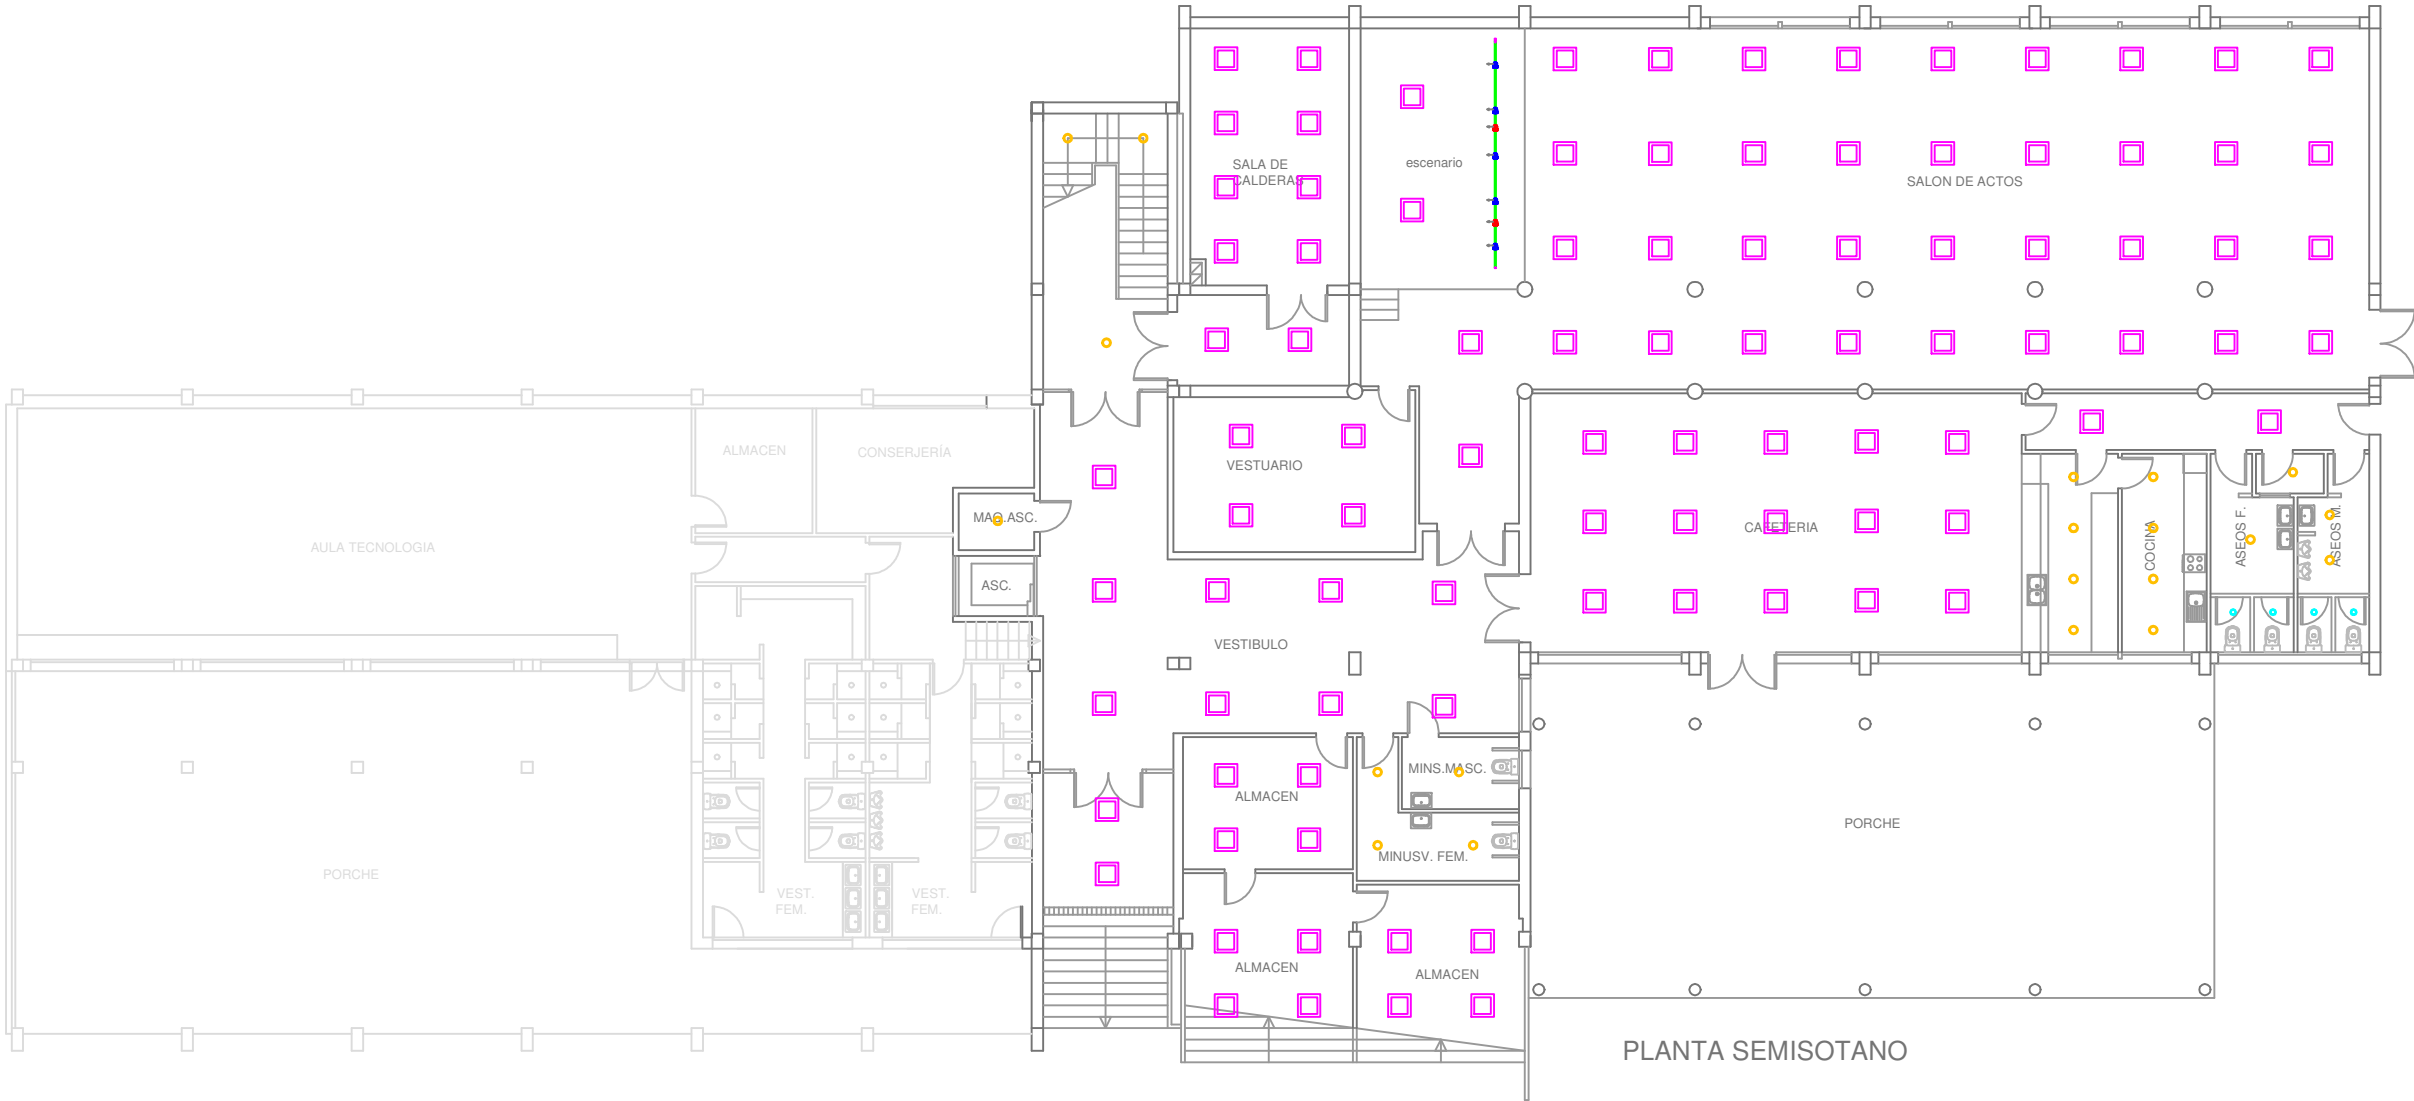 SALA DE
CALDERAS
escenario
SALON DE ACTOS
ALMACEN
CONSERJERÍA
VESTUARIO
MAQ.ASC.
CAFETERIA
COCINA
ASEOS F.
ASEOS M.
AULA TECNOLOGIA
ASC.
VESTIBULO
MINS.MASC.
ALMACEN
PORCHE
MINUSV. FEM.
PORCHE
VEST.
FEM.
VEST.
FEM.
ALMACEN
ALMACEN
PLANTA SEMISOTANO